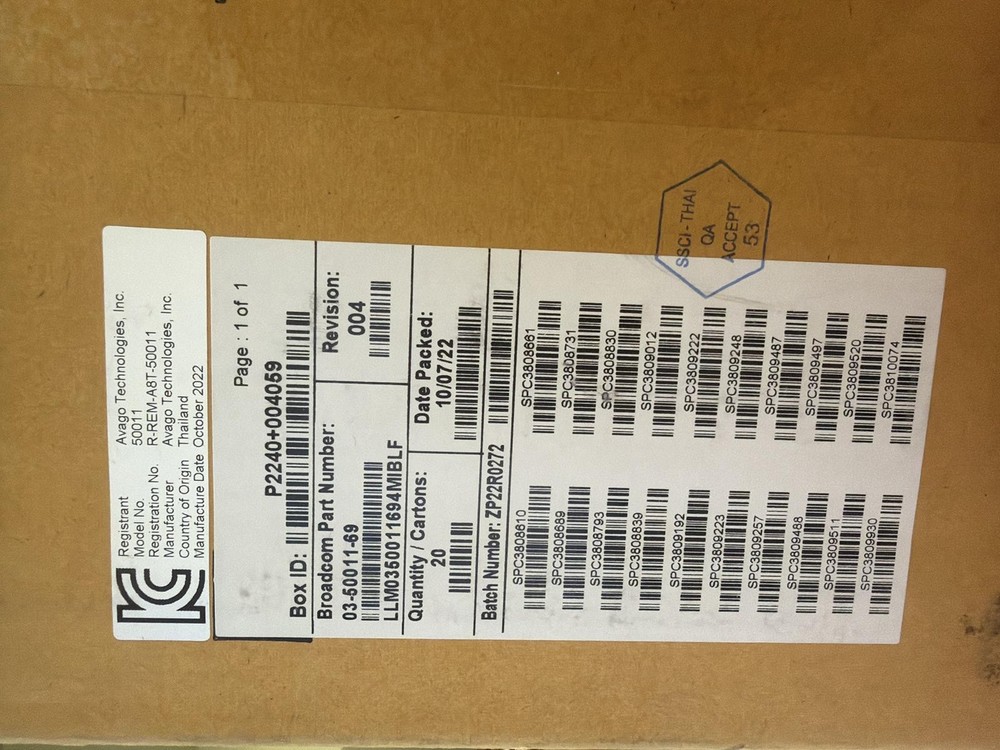 Registrant Avago Technologies, Inc.
Model No. 50011
Registration No. R-REM-A8T-50011
Manufacturer Avago Technologies, Inc.
Country of Origin Thailand
Manufacture Date October 2022
Page : 1 of 1
Box ID: P2240+004059
Broadcom Part Number:
03-50011-69
LLM0350011694MIBLF
Revision:
004
Quantity / Cartons:
20
Date Packed:
10/07/22
Batch Number: ZP22R0272
SPC3808610 SPC3808661
SPC3808689 SPC3808731
SPC3808793 SPC3808830
SPC3808839 SPC3809012
SPC3809192 SPC3809222
SPC3809223 SPC3809248
SPC3809257 SPC3809487
SPC3809488 SPC3809497
SPC3809511 SPC3809520
SPC3809930 SPC3810074
SSCI-THAI
QA
ACCEPT
53